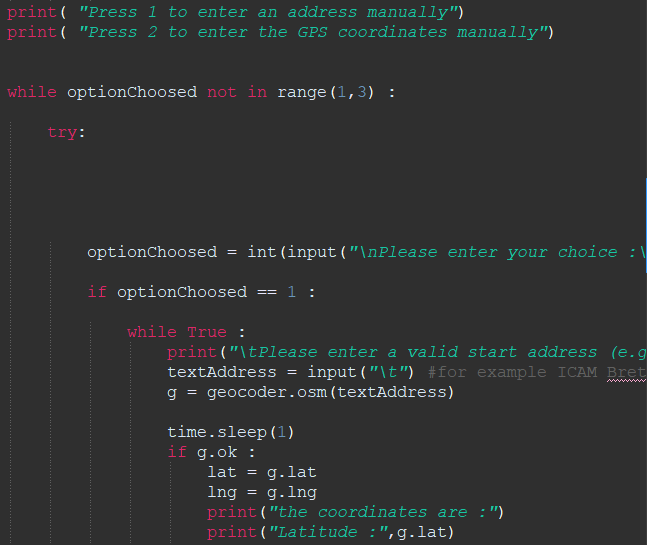 print( "Press 1 to enter an address manually")
print( "Press 2 to enter the GPS coordinates manually")
while optionChoosed not in range(1,3) :
try:
optionChoosed = int(input("\nPlease enter your choice :\
if optionChoosed == 1 :
while True :
print("\tPlease enter a valid start address (e.g
textAddress = input("\t") #for example ICAM Bret
g = geocoder.osm(textAddress)
time.sleep(1)
if g.ok :
lat = g.lat
lng = g.lng
print("the coordinates are :")
print("Latitude :",g.lat)